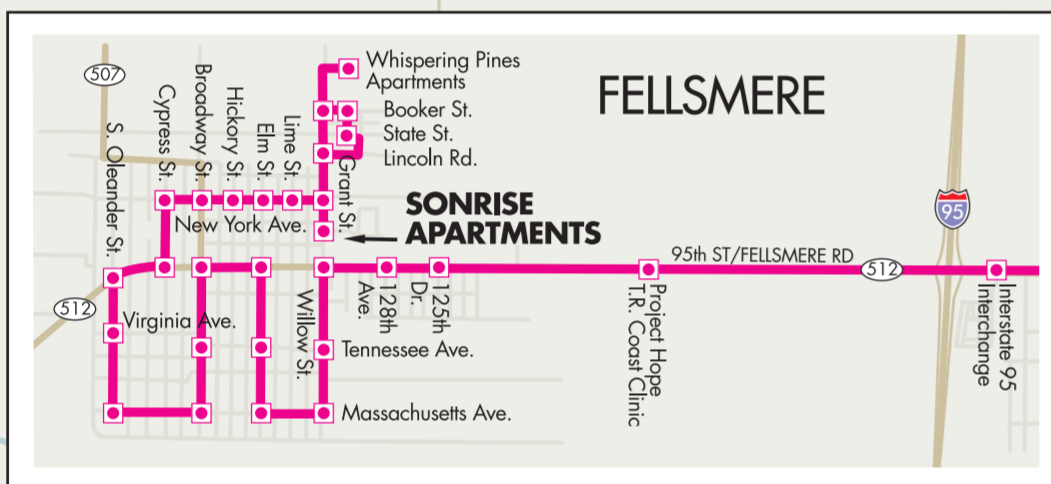 FELLSMERE
Whispering Pines
Apartments
Booker St.
State St.
Lincoln Rd.
507
S. Oleander St.
Cypress St.
Broadway St.
Hickory St.
Elm St.
Lime St.
Grant St.
New York Ave.
SONRISE
APARTMENTS
95
95th ST/FELLSMERE RD
512
512
Virginia Ave.
Willow St.
128th
Ave.
125th
Dr.
Tennessee Ave.
Massachusetts Ave.
Project Hope
T.R. Coast Clinic
Interstate 95
Interchange